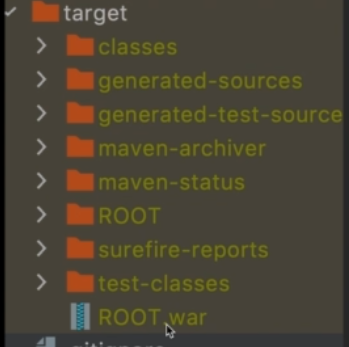 target
classes
generated-sources
generated-test-source
maven-archiver
maven-status
ROOT
surefire-reports
test-classes
ROOT.war